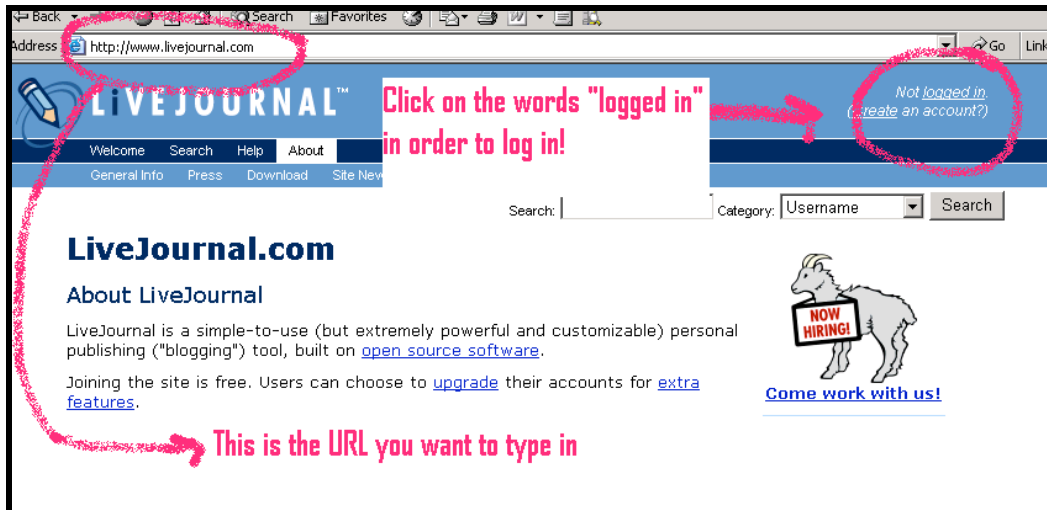 Back Search Favorites
Address http://www.livejournal.com Go Link
LiVEJOURNAL™
Click on the words "logged in"
in order to log in!
Not logged in.
(Create an account?)
Welcome Search Help About
General Info Press Download Site
Search: Category: Username Search
LiveJournal.com
About LiveJournal
LiveJournal is a simple-to-use (but extremely powerful and customizable) personal
publishing ("blogging") tool, built on open source software.
Joining the site is free. Users can choose to upgrade their accounts for extra
features.
NOW
HIRING!
Come work with us!
This is the URL you want to type in